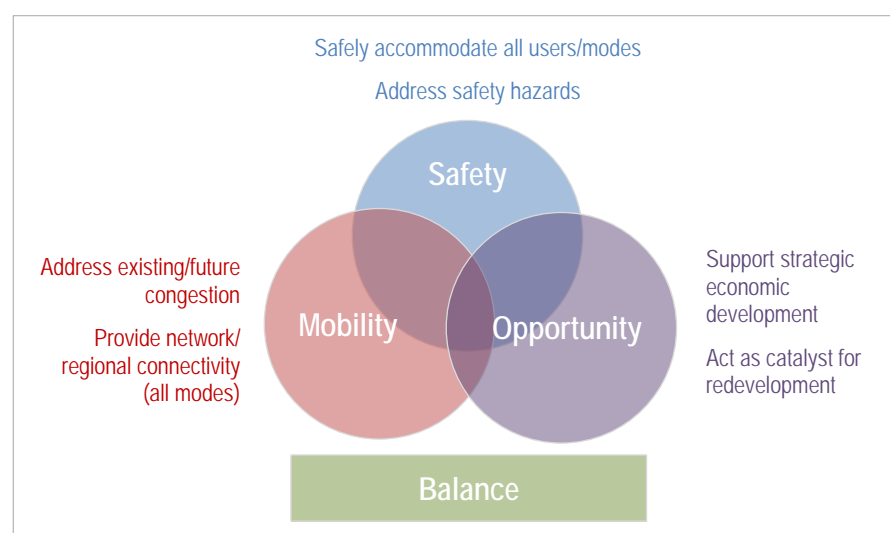 Safely accommodate all users/modes
Address safety hazards
Safety
Address existing/future
congestion
Provide network/
regional connectivity
(all modes)
Mobility
Opportunity
Support strategic
economic
development
Act as catalyst for
redevelopment
Balance